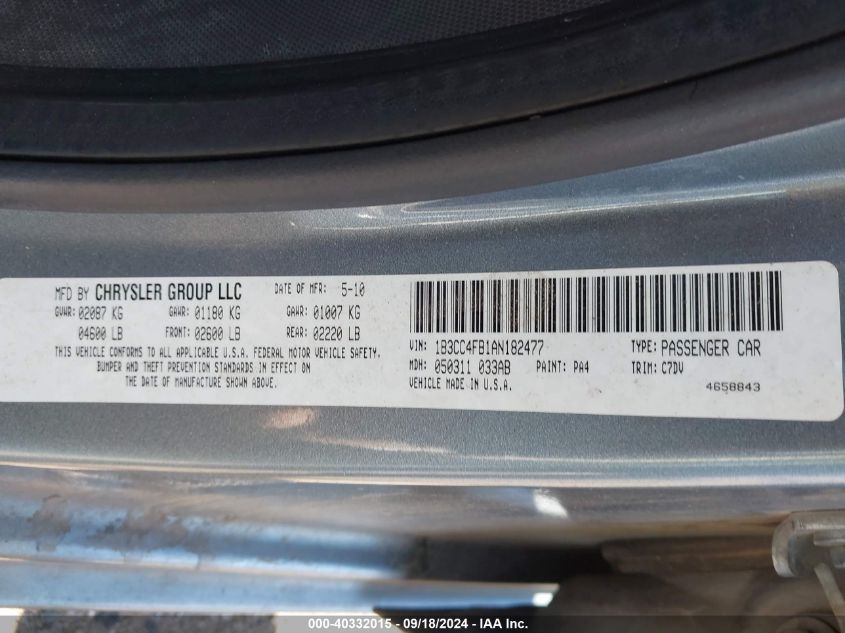 MFD BY CHRYSLER GROUP LLC DATE OF MFR: 5-10
GVWR: 02087 KG GAWR: 01180 KG GAWR: 01007 KG
04600 LB FRONT: 02600 LB REAR: 02220 LB
THIS VEHICLE CONFORMS TO ALL APPLICABLE U.S.A. FEDERAL MOTOR VEHICLE SAFETY,
BUMPER AND THEFT PREVENTION STANDARDS IN EFFECT ON
THE DATE OF MANUFACTURE SHOWN ABOVE.
VIN: 1B3CC4FB1AN182477 TYPE: PASSENGER CAR
MDH: 050311 033AB PAINT: PA4 TRIM: C7DV
VEHICLE MADE IN U.S.A. 4658843
000-40332015 - 09/18/2024 - IAA Inc.